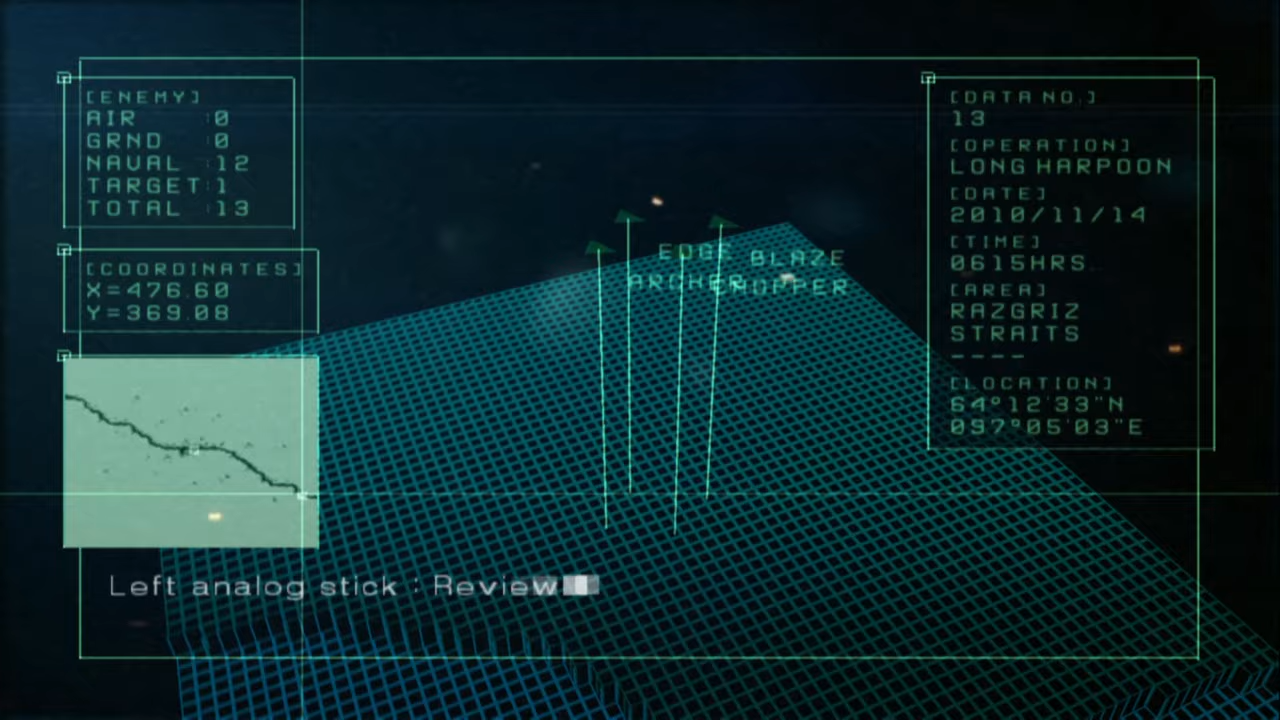 [ENEMY]
AIR :0
GRND :0
NAVAL :12
TARGET:1
TOTAL :13
[COORDINATES]
X=476.60
Y=369.08
EDGE BLAZE
ARCHER CHOPPER
[DATA NO.]
13
[OPERATION]
LONG HARPOON
[DATE]
2010/11/14
[TIME]
0615HRS.
[AREA]
RAZGRIZ
STRAITS
----
[LOCATION]
64°12'33"N
097°05'03"E
Left analog stick : Review